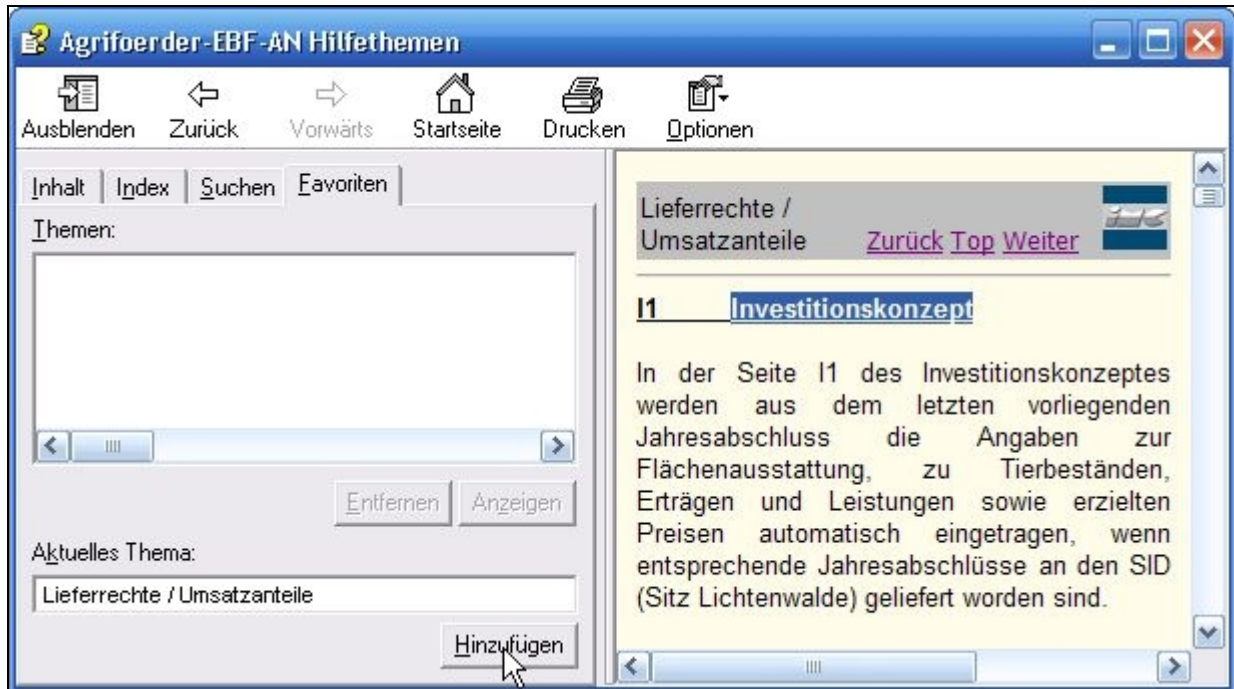 Agrifoerder-EBF-AN Hilfethemen
Ausblenden Zurück Vorwärts Startseite Drucken Optionen
Inhalt Index Suchen Favoriten
Themen:
Entfernen Anzeigen
Aktuelles Thema:
Lieferrechte / Umsatzanteile
Hinzufügen
Lieferrechte /
Umsatzanteile Zurück Top Weiter
I1 Investitionskonzept
In der Seite I1 des Investitionskonzeptes
werden aus dem letzten vorliegenden
Jahresabschluss die Angaben zur
Flächenausstattung, zu Tierbeständen,
Erträgen und Leistungen sowie erzielten
Preisen automatisch eingetragen, wenn
entsprechende Jahresabschlüsse an den SID
(Sitz Lichtenwalde) geliefert worden sind.